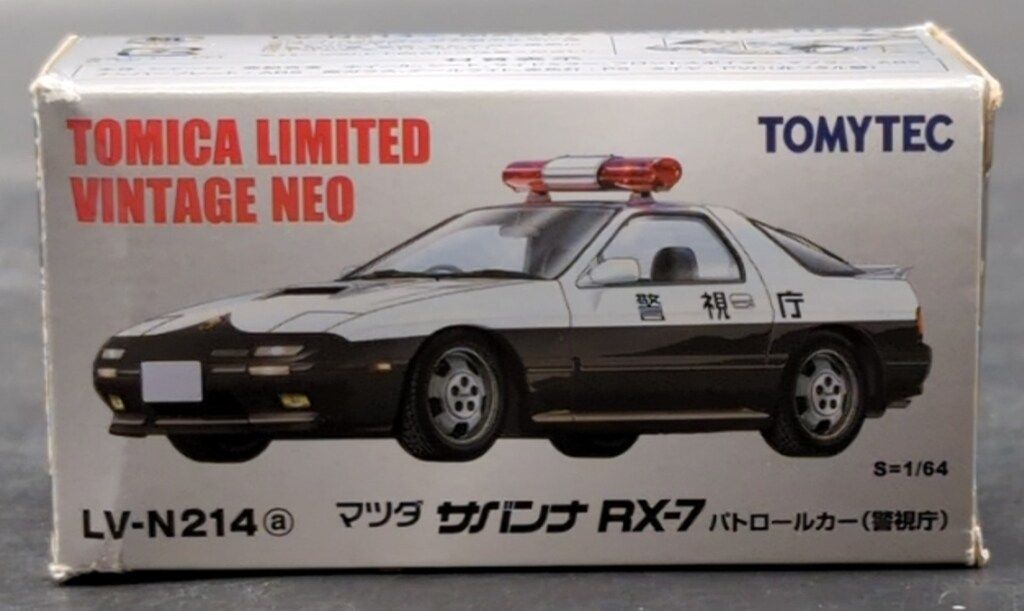 TOMICA LIMITED
VINTAGE NEO
TOMYTEC
警視庁
S=1/64
LV-N214ⓐ マツダ サバンナ RX-7 パトロールカー(警視庁)